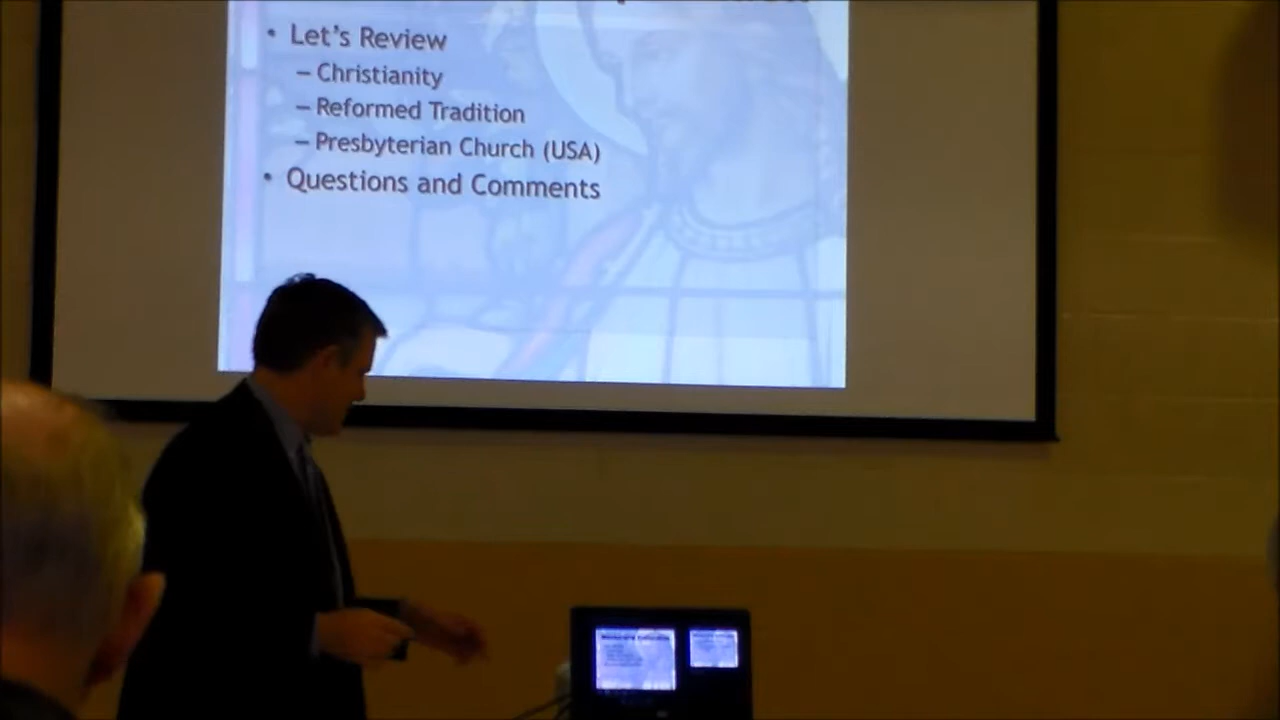 • Let's Review
– Christianity
– Reformed Tradition
– Presbyterian Church (USA)
• Questions and Comments